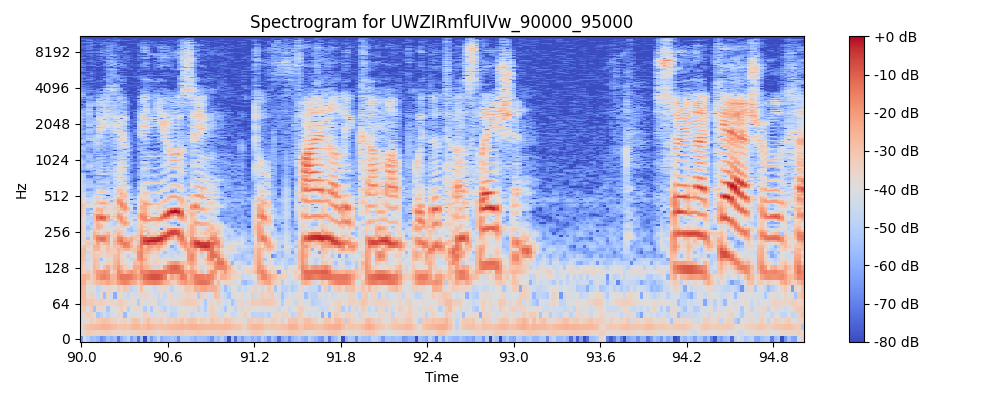 Spectrogram for UWZIRmfUIVw_90000_95000
Hz
8192
4096
2048
1024
512
256
128
64
0
90.0 90.6 91.2 91.8 92.4 93.0 93.6 94.2 94.8
Time
+0 dB
-10 dB
-20 dB
-30 dB
-40 dB
-50 dB
-60 dB
-70 dB
-80 dB